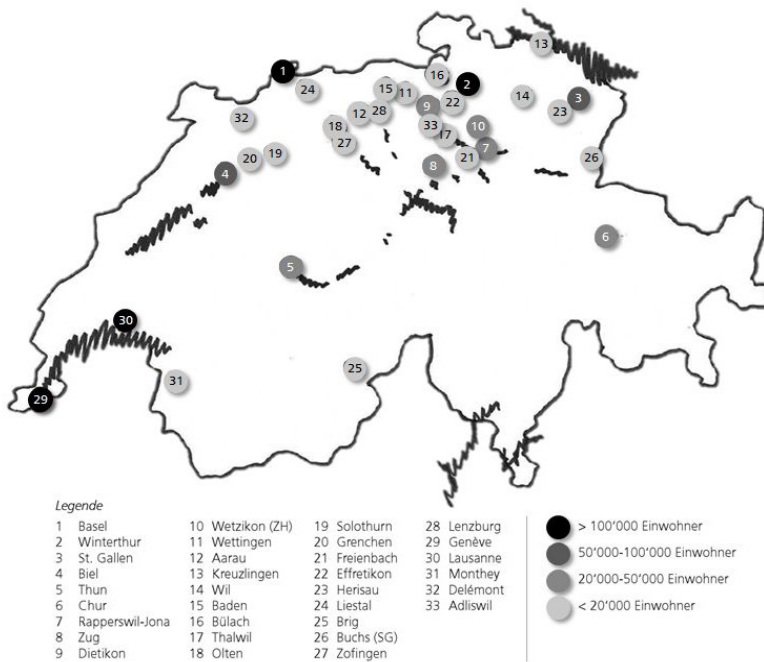 13
1
16
2
24
15
11
14
3
9
22
23
12
28
32
18
33
10
17
27
19
20
21
7
26
8
4
6
5
30
25
31
29
Legende
1 Basel
2 Winterthur
3 St. Gallen
4 Biel
5 Thun
6 Chur
7 Rapperswil-Jona
8 Zug
9 Dietikon
10 Wetzikon (ZH)
11 Wettingen
12 Aarau
13 Kreuzlingen
14 Wil
15 Baden
16 Bülach
17 Thalwil
18 Olten
19 Solothurn
20 Grenchen
21 Freienbach
22 Effretikon
23 Herisau
24 Liestal
25 Brig
26 Buchs (SG)
27 Zofingen
28 Lenzburg
29 Genève
30 Lausanne
31 Monthey
32 Delémont
33 Adliswil
> 100'000 Einwohner
50'000-100'000 Einwohner
20'000-50'000 Einwohner
< 20'000 Einwohner